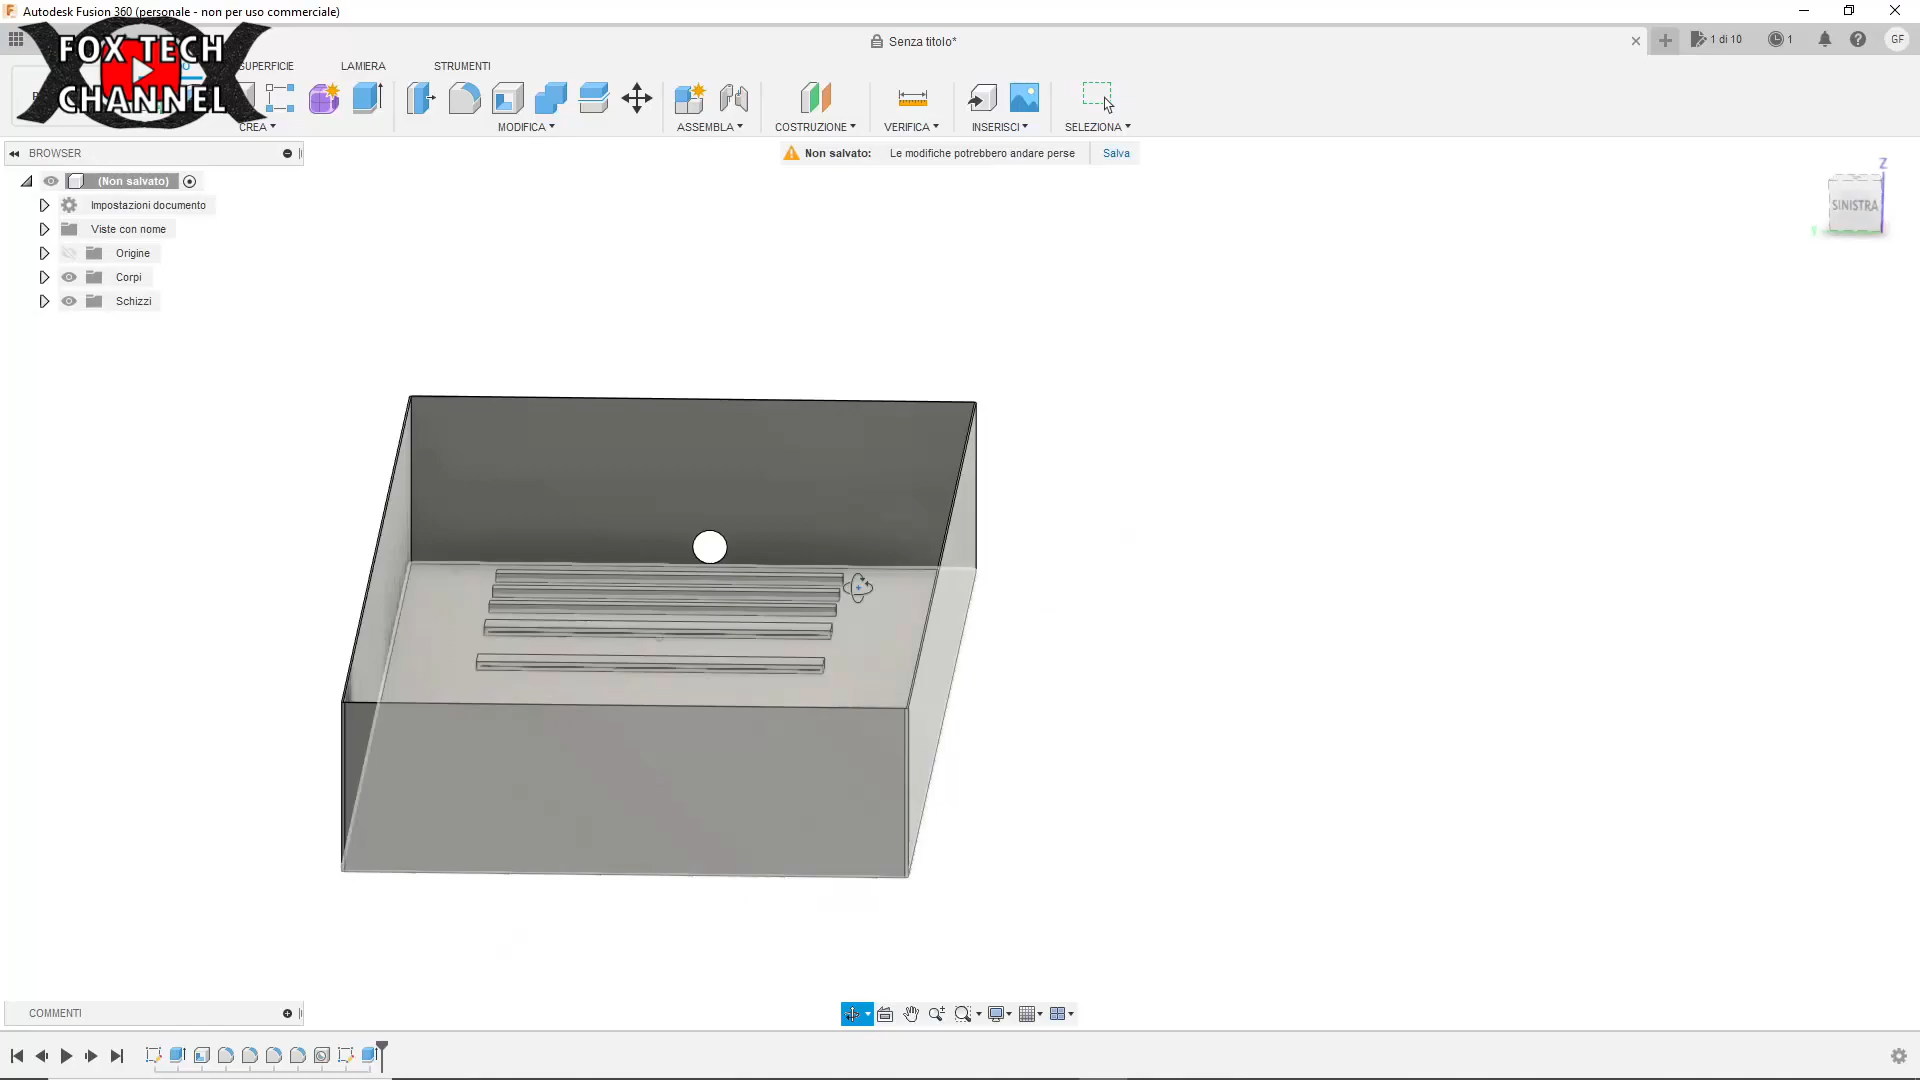 Autodesk Fusion 360 (personale - non per uso commerciale)
FOX TECH
CHANNEL
Senza titolo*
1 di 10
1
GF
SUPERFICIE
LAMIERA
STRUMENTI
CREA
MODIFICA
ASSEMBLA
COSTRUZIONE
VERIFICA
INSERISCI
SELEZIONA
BROWSER
Non salvato: Le modifiche potrebbero andare perse Salva
(Non salvato)
Impostazioni documento
Viste con nome
Origine
Corpi
Schizzi
Z
SINISTRA
COMMENTI